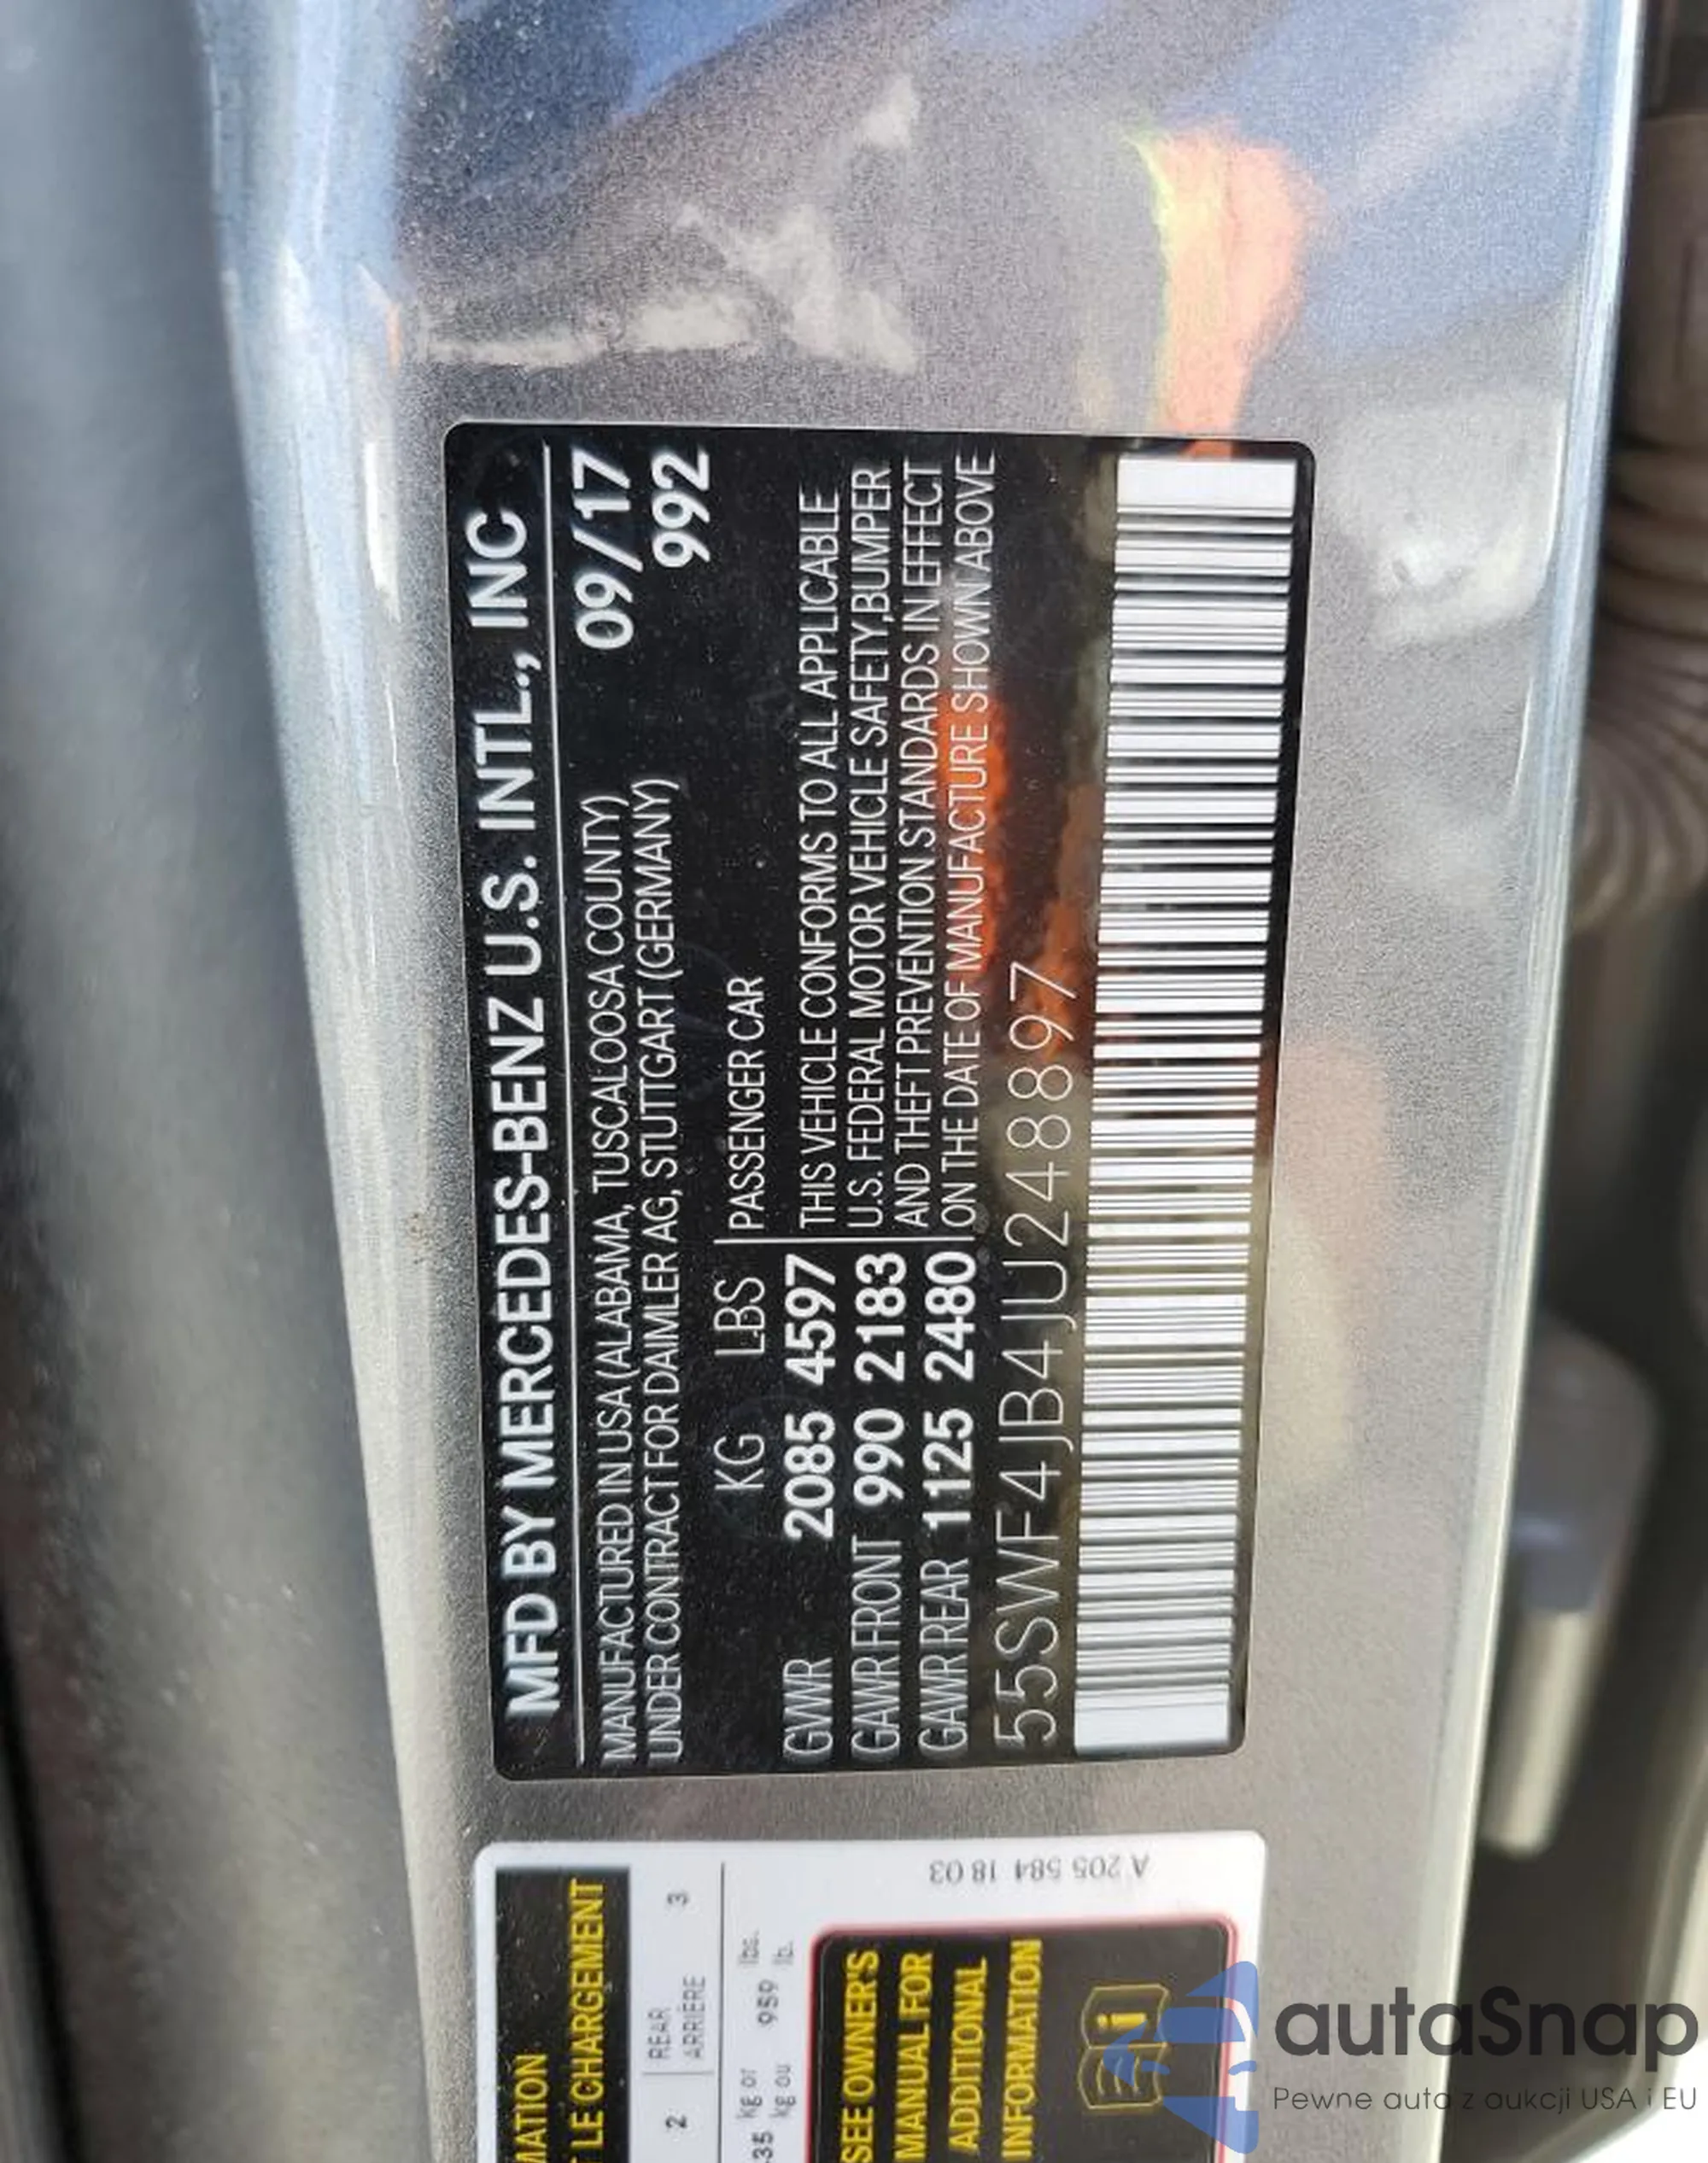 MFD BY MERCEDES-BENZ U.S. INTL., INC
MANUFACTURED IN USA (ALABAMA, TUSCALOOSA COUNTY) 09/17
UNDER CONTRACT FOR DAIMLER AG, STUTTGART (GERMANY) 992
KG LBS PASSENGER CAR
GVWR 2085 4597 THIS VEHICLE CONFORMS TO ALL APPLICABLE
GAWR FRONT 990 2183 U.S. FEDERAL MOTOR VEHICLE SAFETY, BUMPER
AND THEFT PREVENTION STANDARDS IN EFFECT
GAWR REAR 1125 2480 ON THE DATE OF MANUFACTURE SHOWN ABOVE
55SWF4JB4JU248897
LE CHARGEMENT
2 REAR 3
ARRIÈRE
35 kg or 959 lbs.
kg ou lb.
SEE OWNER'S
MANUAL FOR
ADDITIONAL
INFORMATION
A 205 584 18 03
autaSnap
Pewne auta z aukcji USA i EU